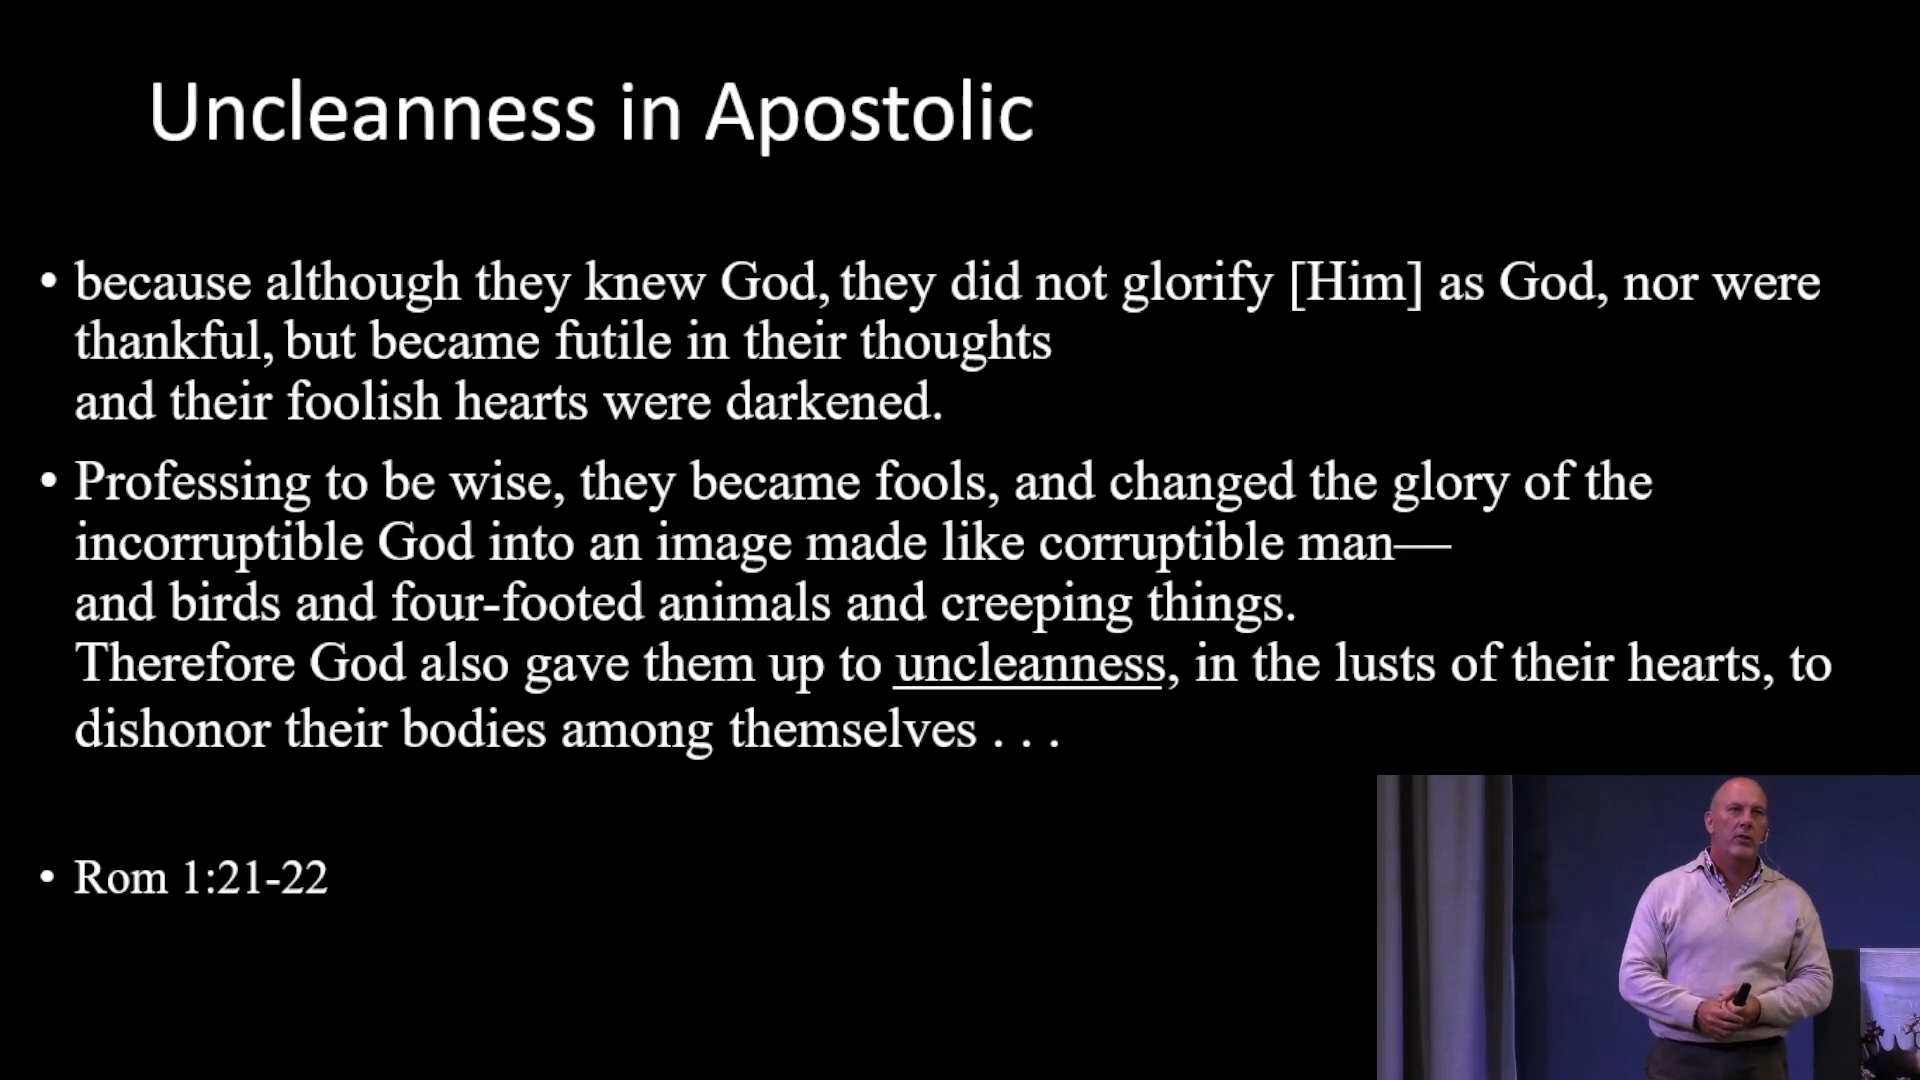 Uncleanness in Apostolic
• because although they knew God, they did not glorify [Him] as God, nor were
thankful, but became futile in their thoughts
and their foolish hearts were darkened.
• Professing to be wise, they became fools, and changed the glory of the
incorruptible God into an image made like corruptible man—
and birds and four-footed animals and creeping things.
Therefore God also gave them up to uncleanness, in the lusts of their hearts, to
dishonor their bodies among themselves . . .
• Rom 1:21-22